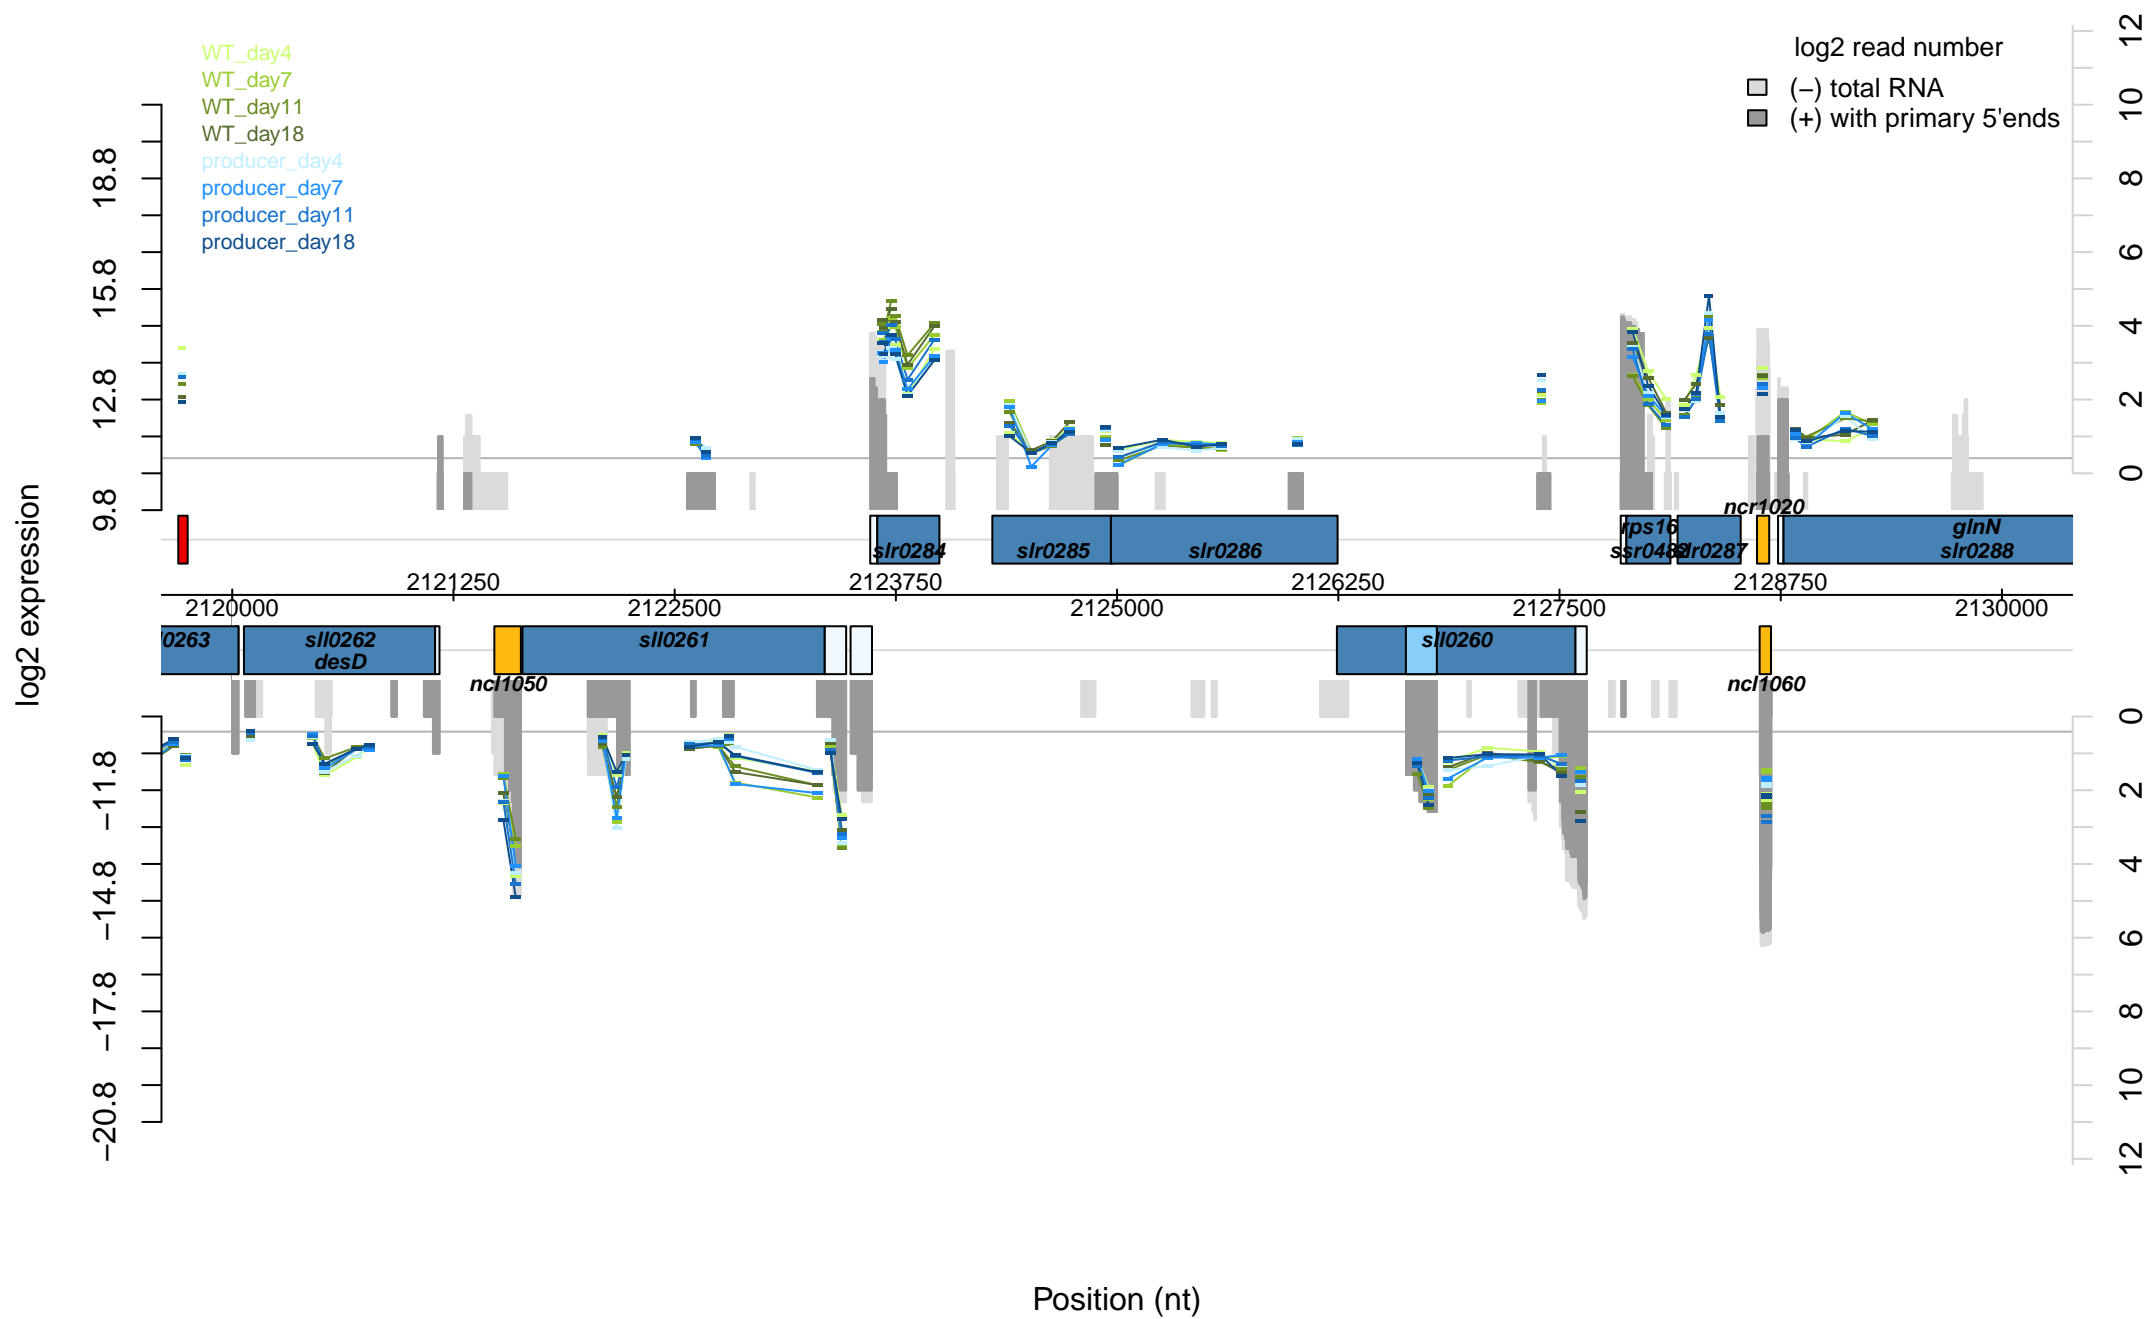 WT_day4
WT_day7
WT_day11
WT_day18
producer_day4
producer_day7
producer_day11
producer_day18
log2 read number
(−) total RNA
(+) with primary 5'ends
18.8
15.8
12.8
9.8
12
10
8
6
4
2
0
log2 expression
ncr1020
rps16
glnN
slr0284
slr0285
slr0286
ssr0482
slr0287
slr0288
2121250
2123750
2126250
2128750
2120000
2122500
2125000
2127500
2130000
0263
sll0262
desD
sll0261
sll0260
ncl1050
ncl1060
−11.8
−14.8
−17.8
−20.8
0
2
4
6
8
10
12
Position (nt)